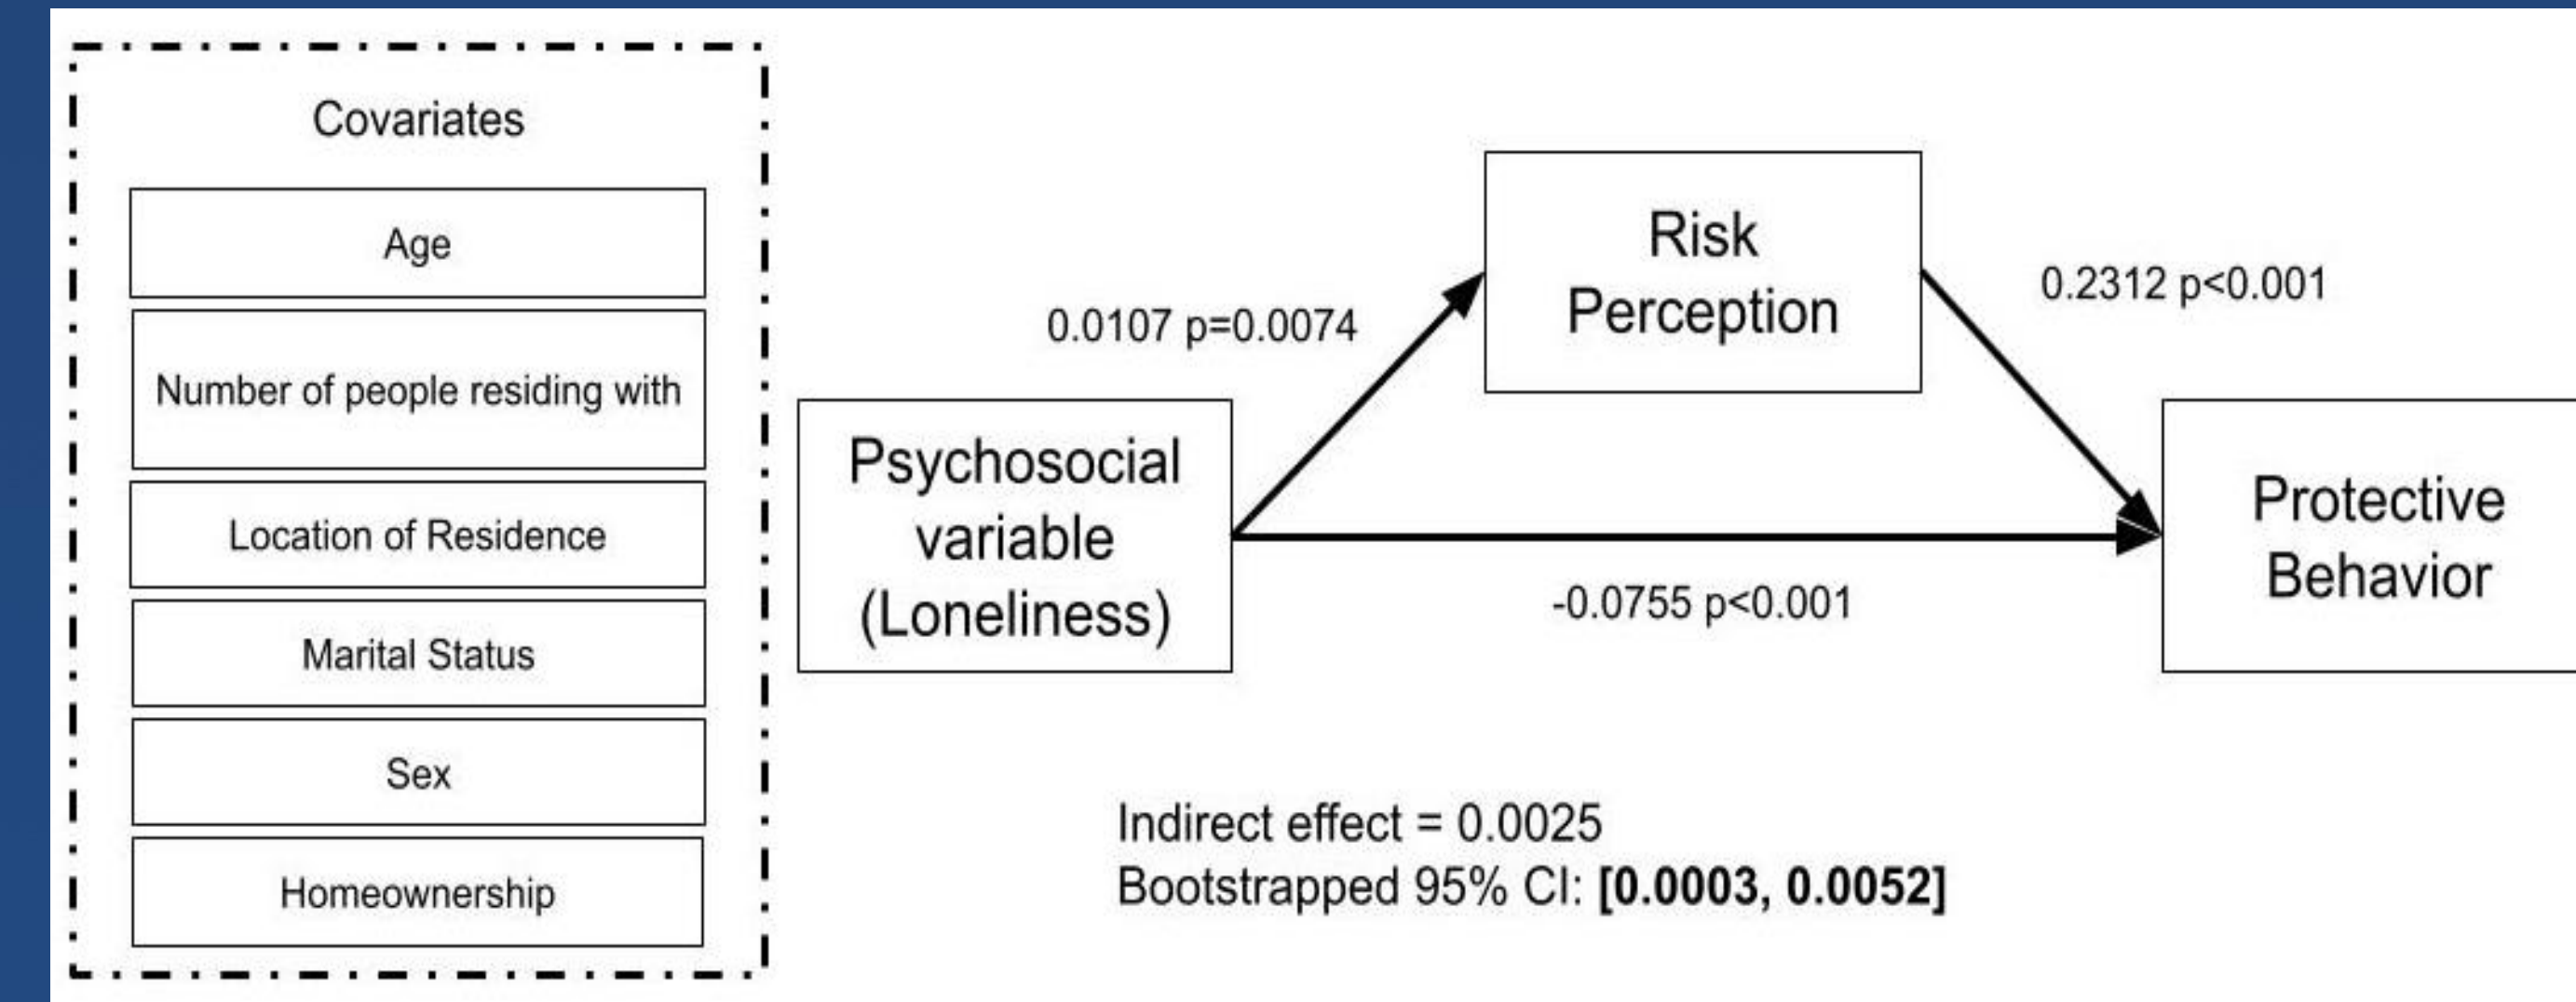 Covariates
Age
Number of people residing with
Location of Residence
Marital Status
Sex
Homeownership
Psychosocial
variable
(Loneliness)
0.0107 p=0.0074
Risk
Perception
0.2312 p<0.001
-0.0755 p<0.001
Protective
Behavior
Indirect effect = 0.0025
Bootstrapped 95% CI: [0.0003, 0.0052]